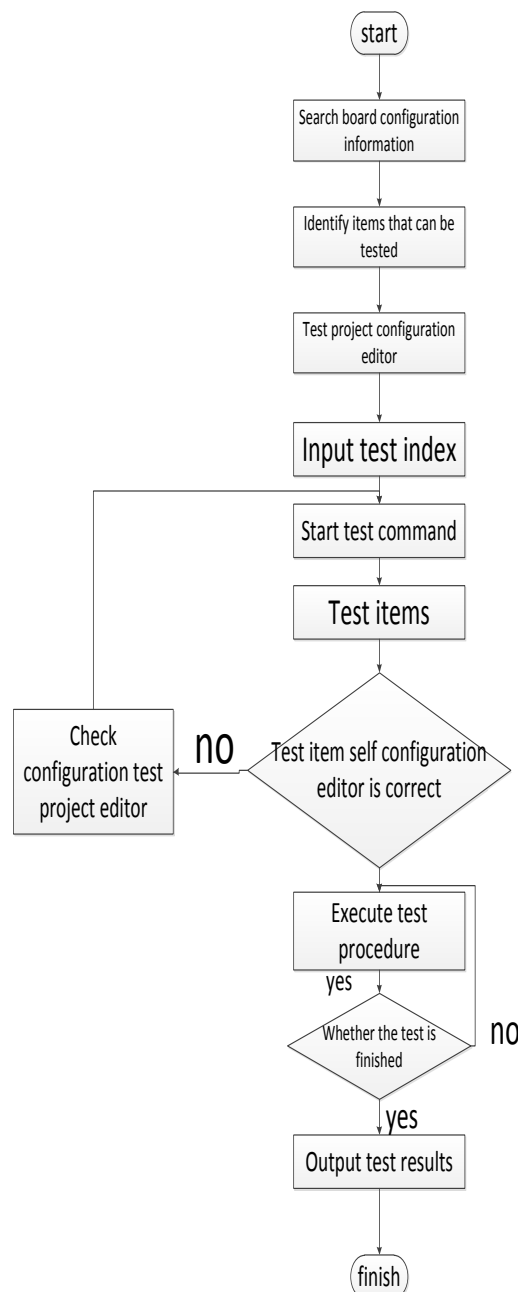 start
Search board configuration
information
Identify items that can be
tested
Test project configuration
editor
Input test index
Start test command
Test items
Test item self configuration
editor is correct
no
Check
configuration test
project editor
Execute test
procedure
yes
Whether the test is
finished
no
yes
Output test results
finish